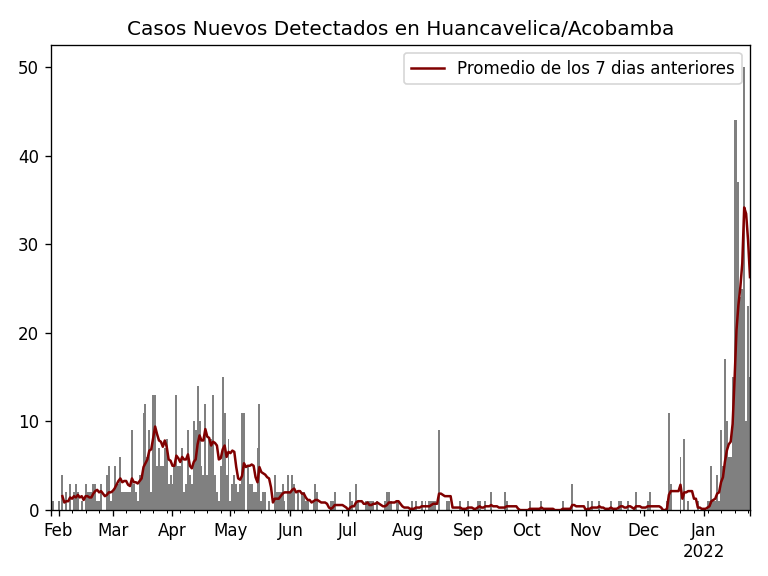 Casos Nuevos Detectados en Huancavelica/Acobamba
Promedio de los 7 dias anteriores
50
40
30
20
10
0
Feb Mar Apr May Jun Jul Aug Sep Oct Nov Dec Jan
2022